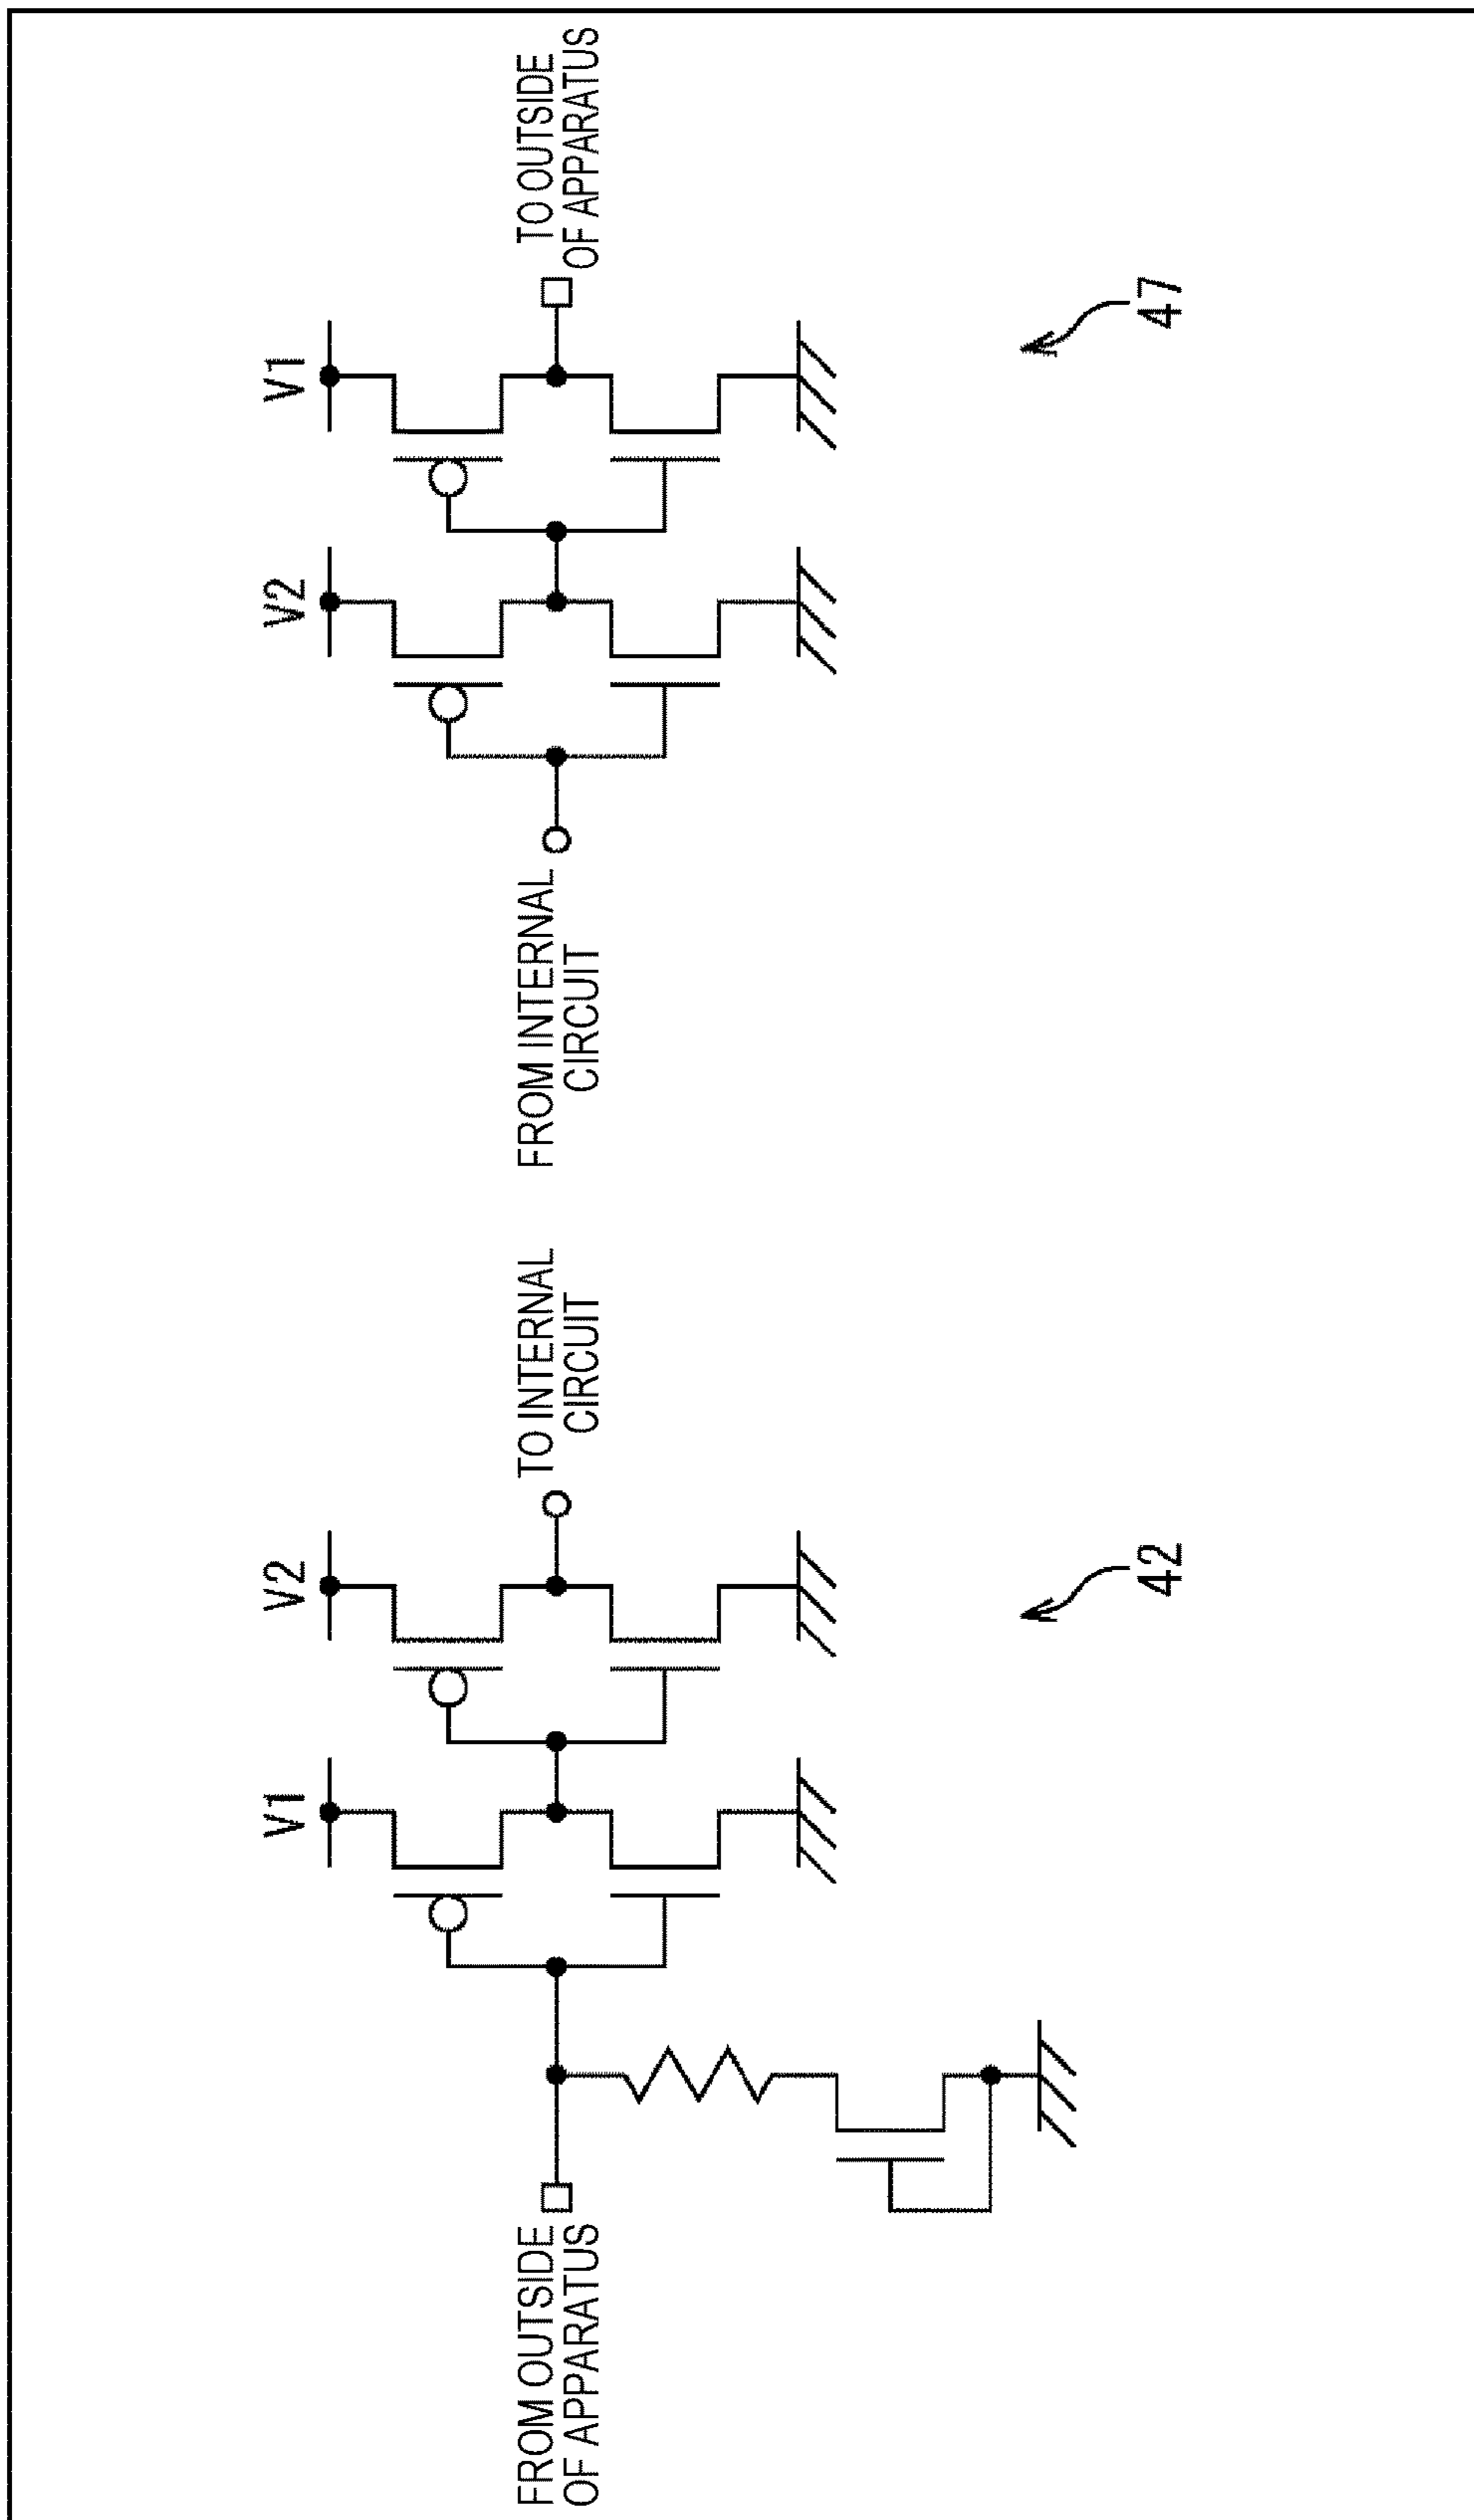 FROM OUTSIDE
OF APPARATUS
V1
V2
TO INTERNAL
CIRCUIT
42
FROM INTERNAL
CIRCUIT
V2
V1
TO OUTSIDE
OF APPARATUS
47